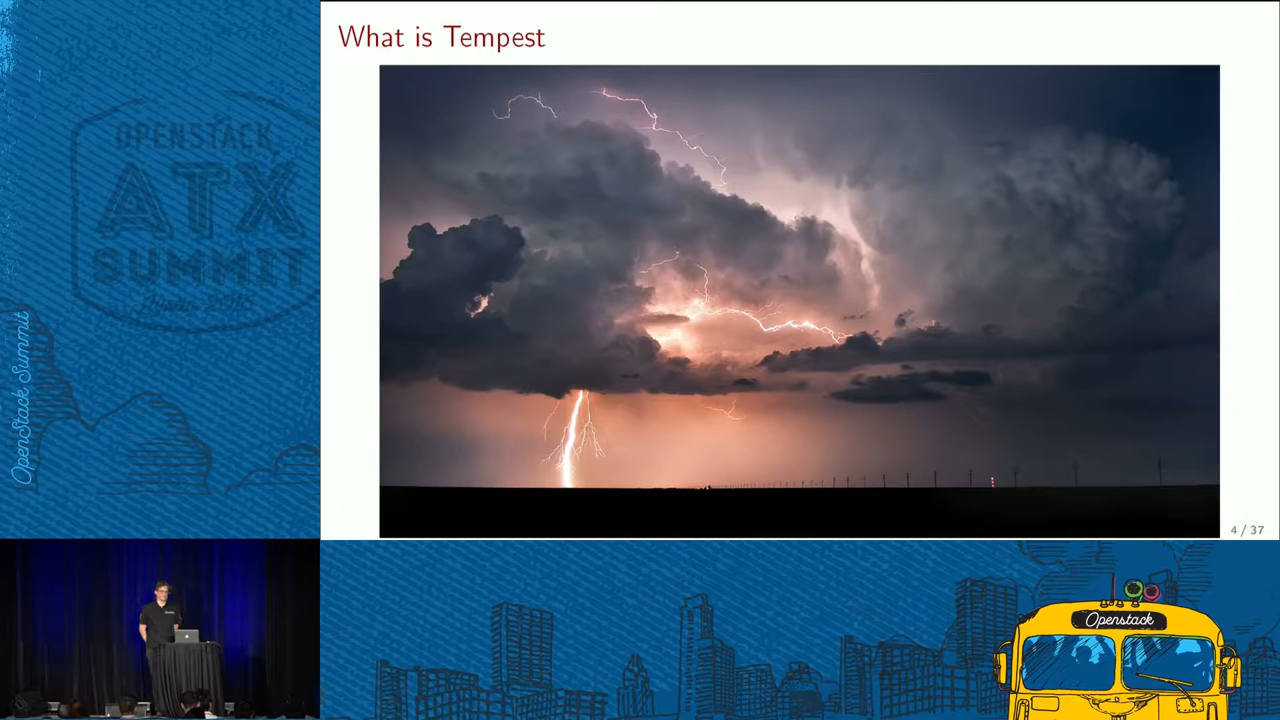 What is Tempest
OPENSTACK
ATX
SUMMIT
OpenStack Summit
4 / 37
Openstack